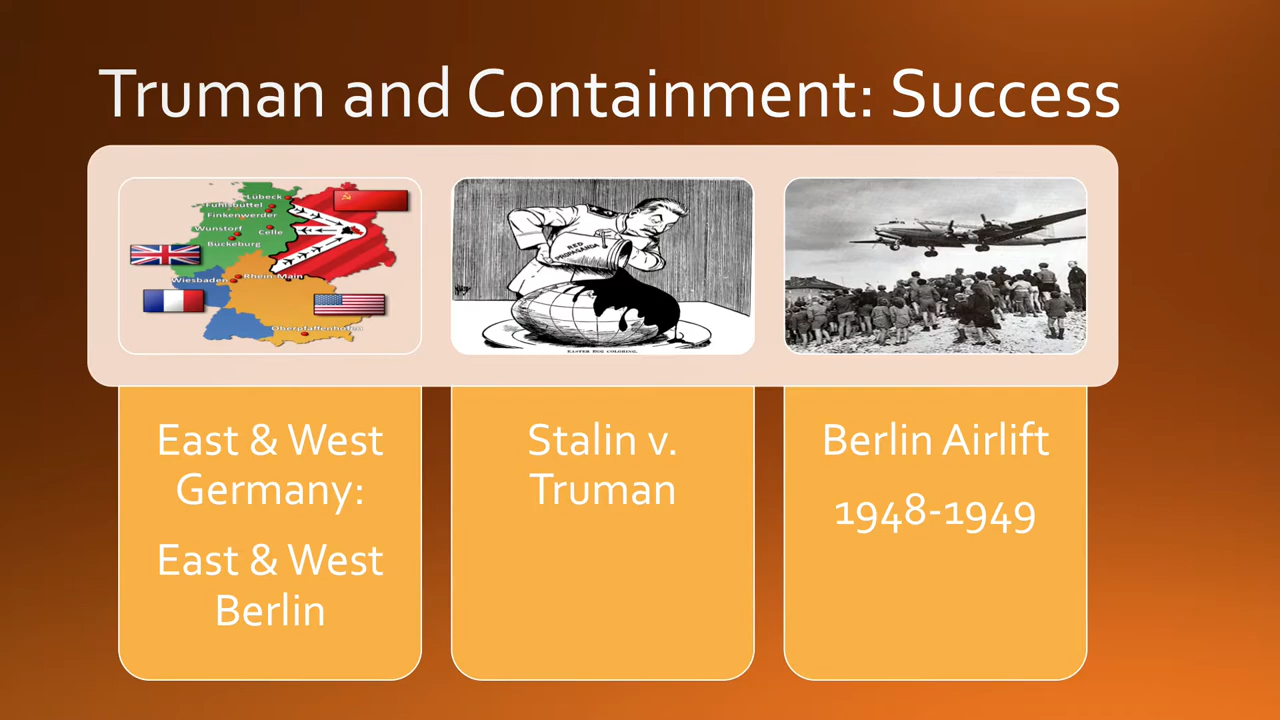 Truman and Containment: Success
Lübeck
Fuhlsbüttel
Finkenwerder
Wunstorf
Celle
Bückeburg
Wiesbaden
Rhein-Main
Oberpfaffenhofen
RED
PROPAGANDA
EASTER EGG COLORING.
East & West
Germany:
East & West
Berlin
Stalin v.
Truman
Berlin Airlift
1948-1949